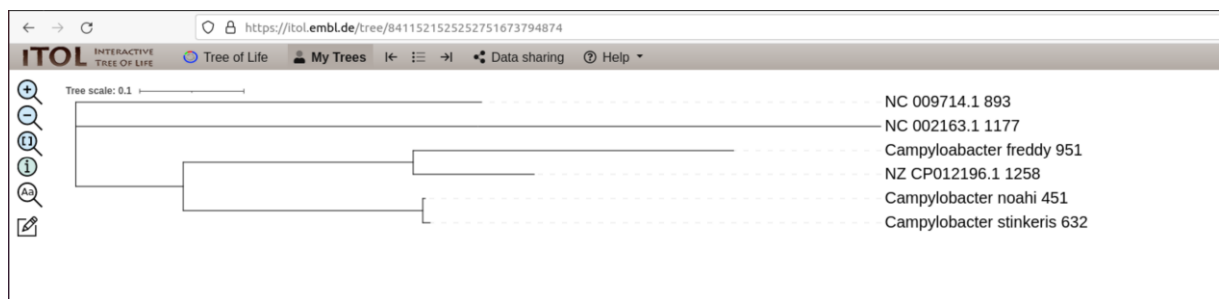 https://itol.embl.de/tree/8411521525252751673794874
iTOL INTERACTIVE TREE OF LIFE Tree of Life My Trees Data sharing Help
Tree scale: 0.1
NC 009714.1 893
NC 002163.1 1177
Campyloabacter freddy 951
NZ CP012196.1 1258
Campylobacter noahi 451
Campylobacter stinkeris 632
Aa